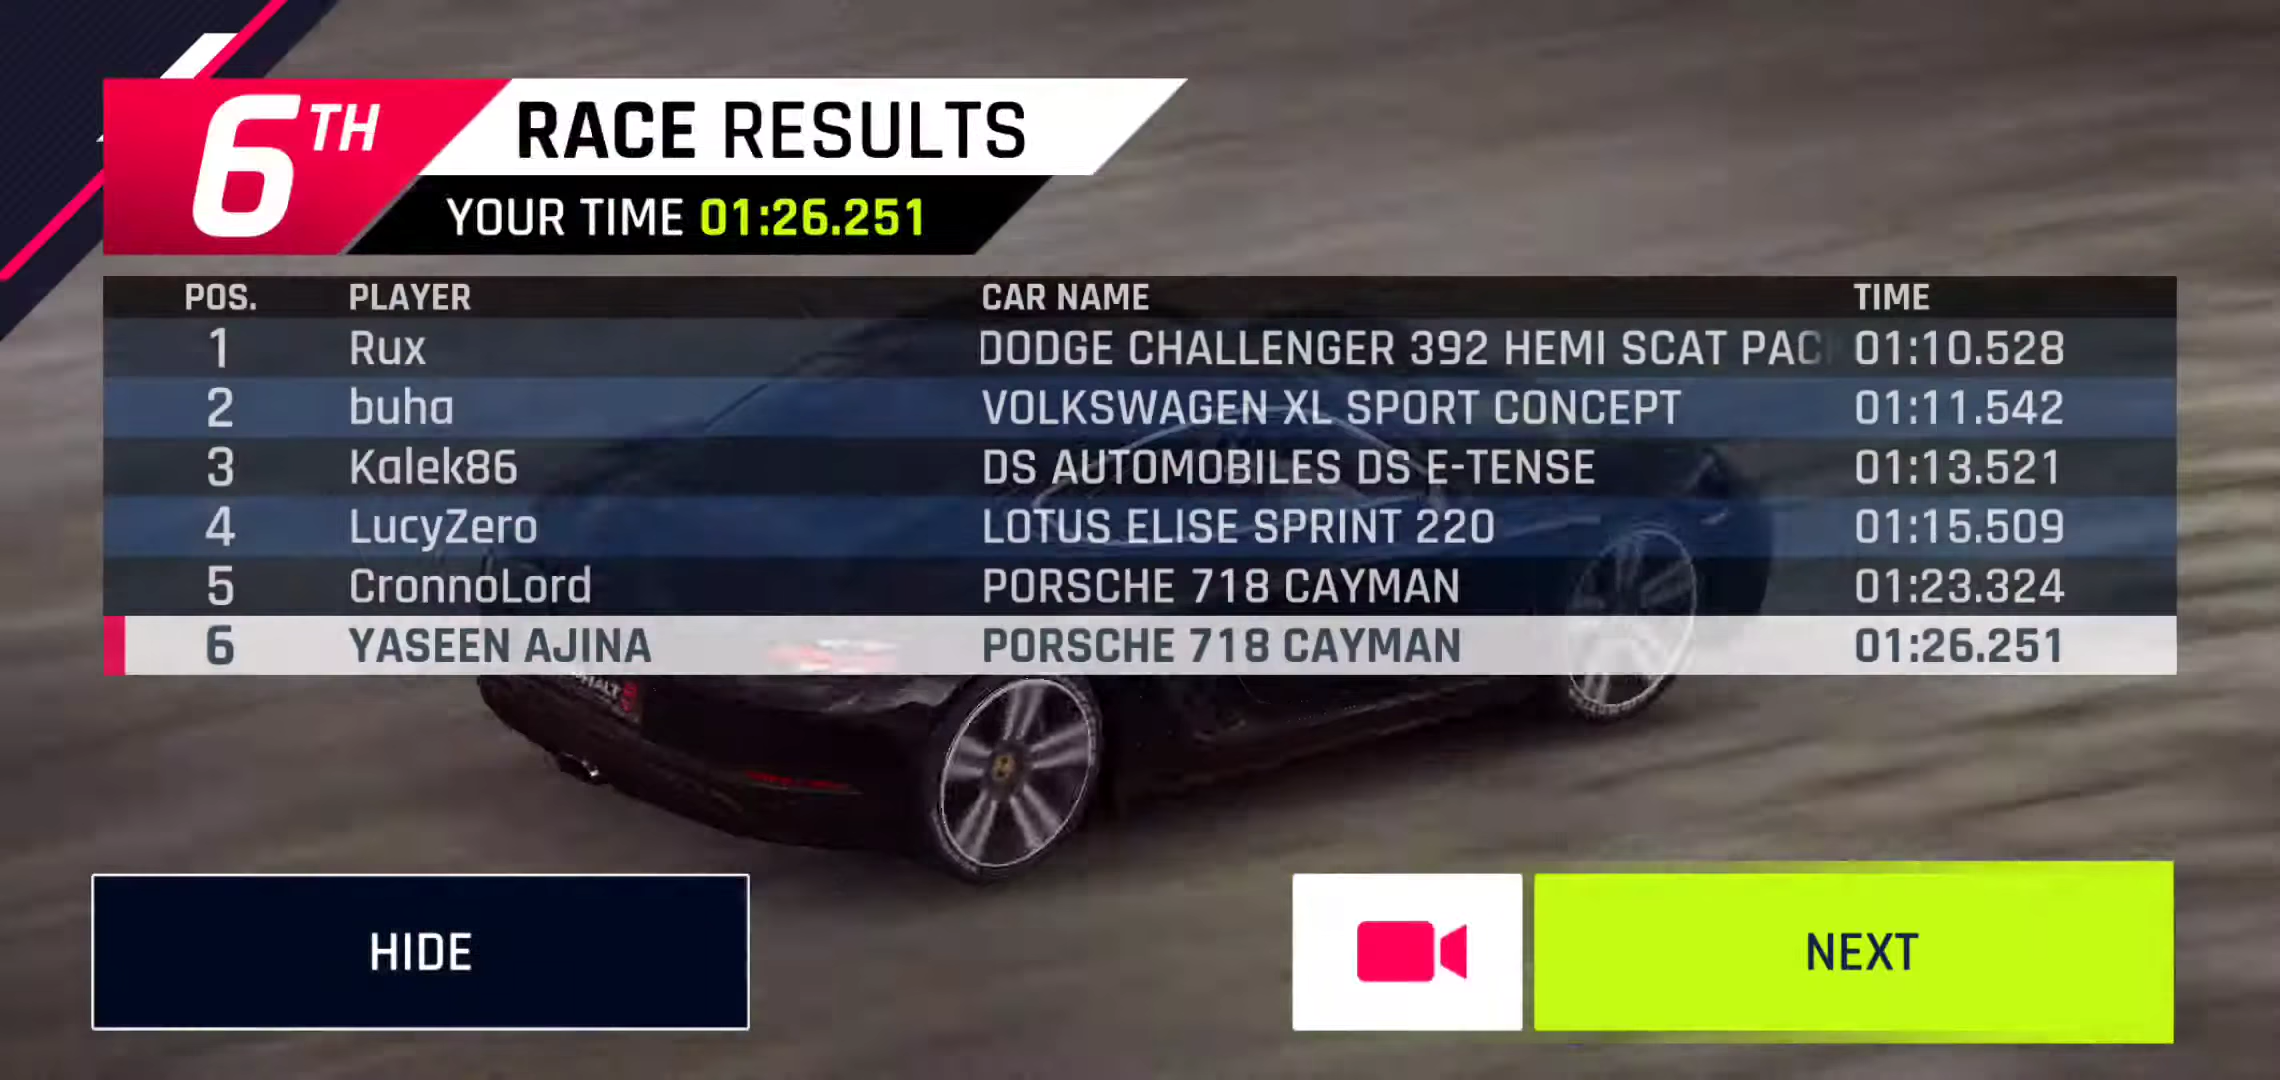 6TH
RACE RESULTS
YOUR TIME 01:26.251
POS. PLAYER CAR NAME TIME
1 Rux DODGE CHALLENGER 392 HEMI SCAT PAC 01:10.528
2 buha VOLKSWAGEN XL SPORT CONCEPT 01:11.542
3 Kalek86 DS AUTOMOBILES DS E-TENSE 01:13.521
4 LucyZero LOTUS ELISE SPRINT 220 01:15.509
5 CronnoLord PORSCHE 718 CAYMAN 01:23.324
6 YASEEN AJINA PORSCHE 718 CAYMAN 01:26.251
HIDE NEXT